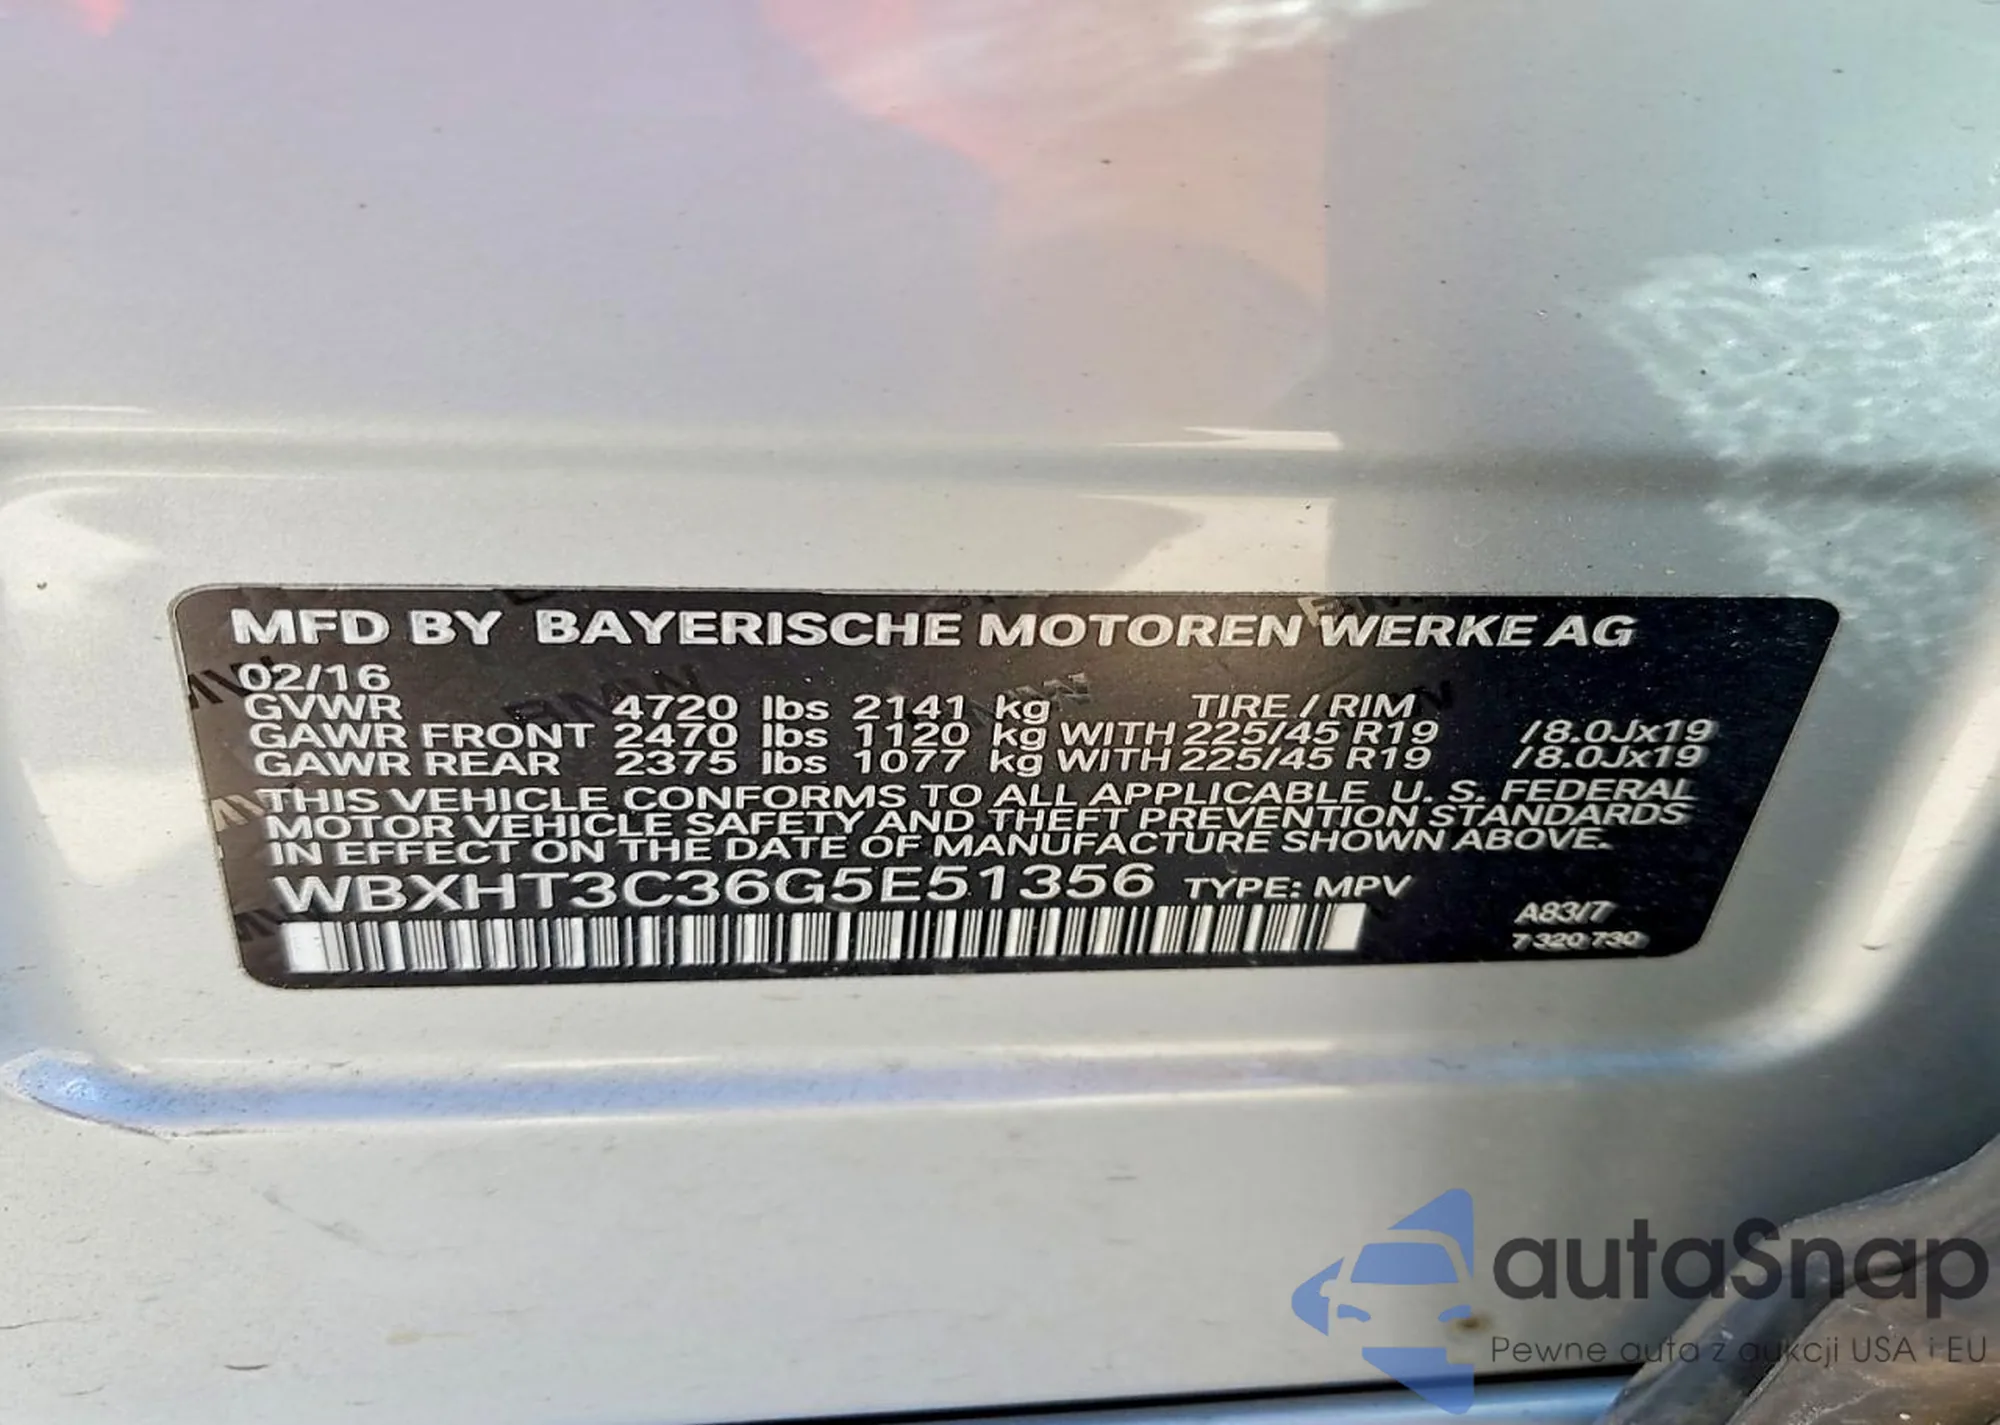 MFD BY BAYERISCHE MOTOREN WERKE AG
02/16
GVWR 4720 lbs 2141 kg TIRE / RIM
GAWR FRONT 2470 lbs 1120 kg WITH 225/45 R19 /8.0Jx19
GAWR REAR 2375 lbs 1077 kg WITH 225/45 R19 /8.0Jx19
THIS VEHICLE CONFORMS TO ALL APPLICABLE U. S. FEDERAL
MOTOR VEHICLE SAFETY AND THEFT PREVENTION STANDARDS
IN EFFECT ON THE DATE OF MANUFACTURE SHOWN ABOVE.
WBXHT3C36G5E51356 TYPE: MPV
A83/7
7 320 730
autaSnap
Pewne auta z aukcji USA i EU